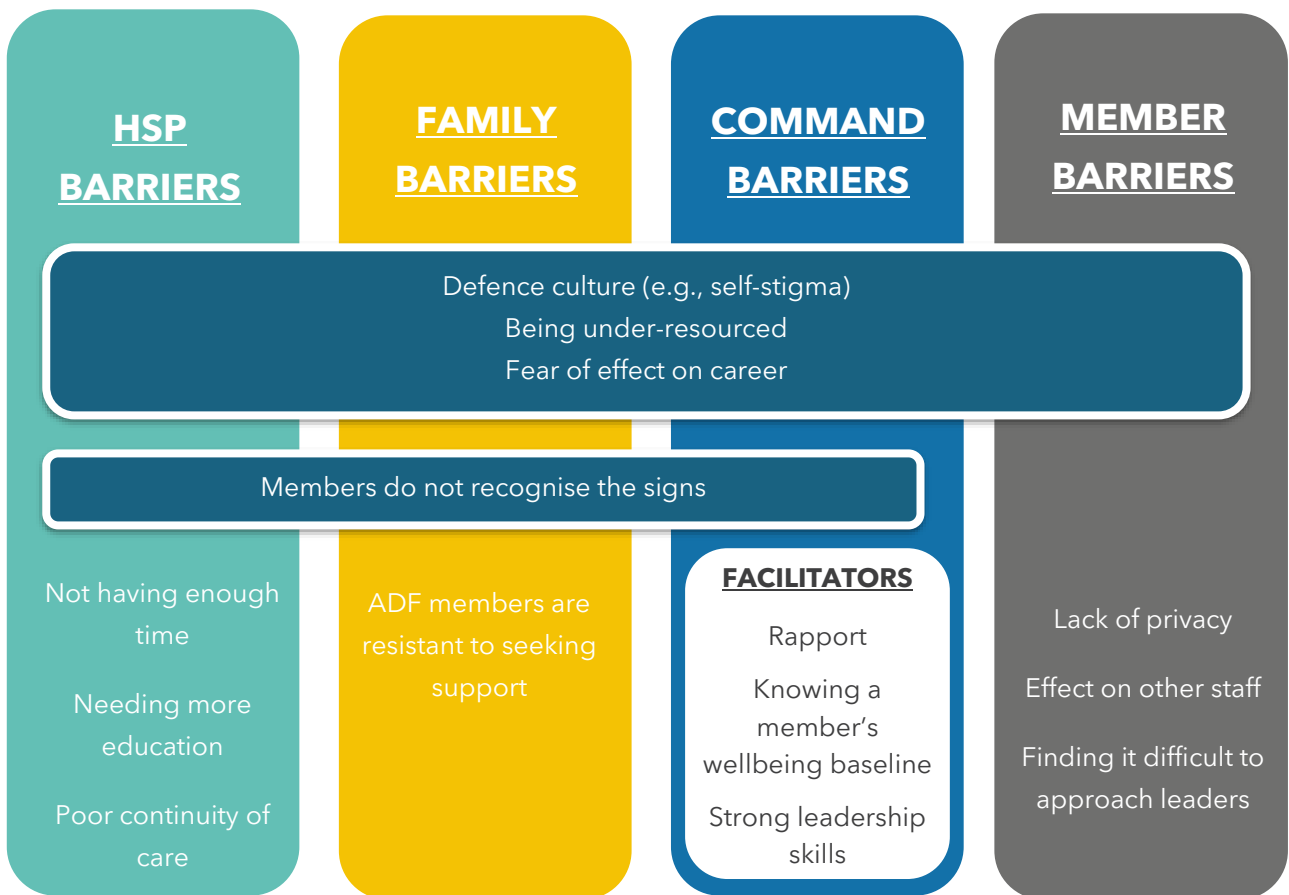 HSP
BARRIERS
FAMILY
BARRIERS
COMMAND
BARRIERS
MEMBER
BARRIERS
Defence culture (e.g., self-stigma)
Being under-resourced
Fear of effect on career
Members do not recognise the signs
Not having enough
time
Needing more
education
Poor continuity of
care
ADF members are
resistant to seeking
support
FACILITATORS
Rapport
Knowing a
member’s
wellbeing baseline
Strong leadership
skills
Lack of privacy
Effect on other staff
Finding it difficult to
approach leaders